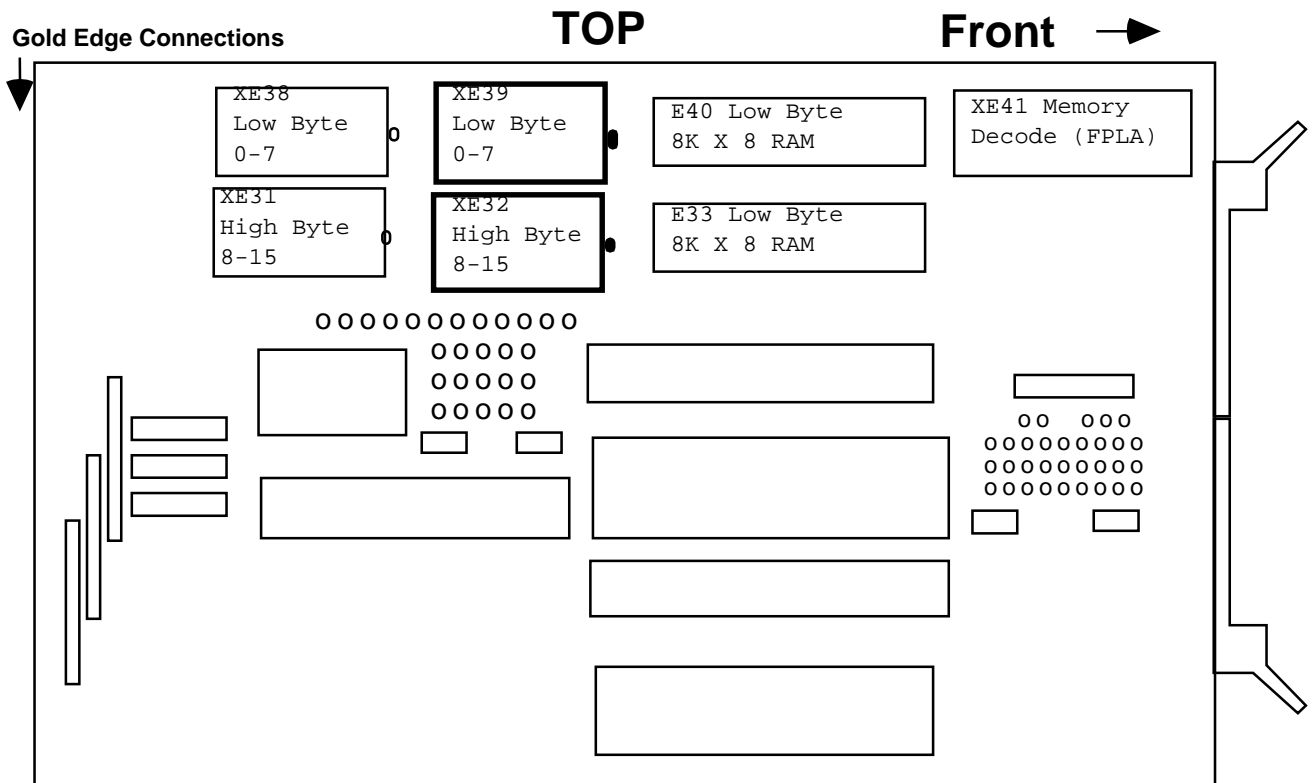 TOP
Front
Gold Edge Connections
XE38
Low Byte
0-7
XE39
Low Byte
0-7
E40 Low Byte
8K X 8 RAM
XE41 Memory
Decode (FPLA)
XE31
High Byte
8-15
XE32
High Byte
8-15
E33 Low Byte
8K X 8 RAM